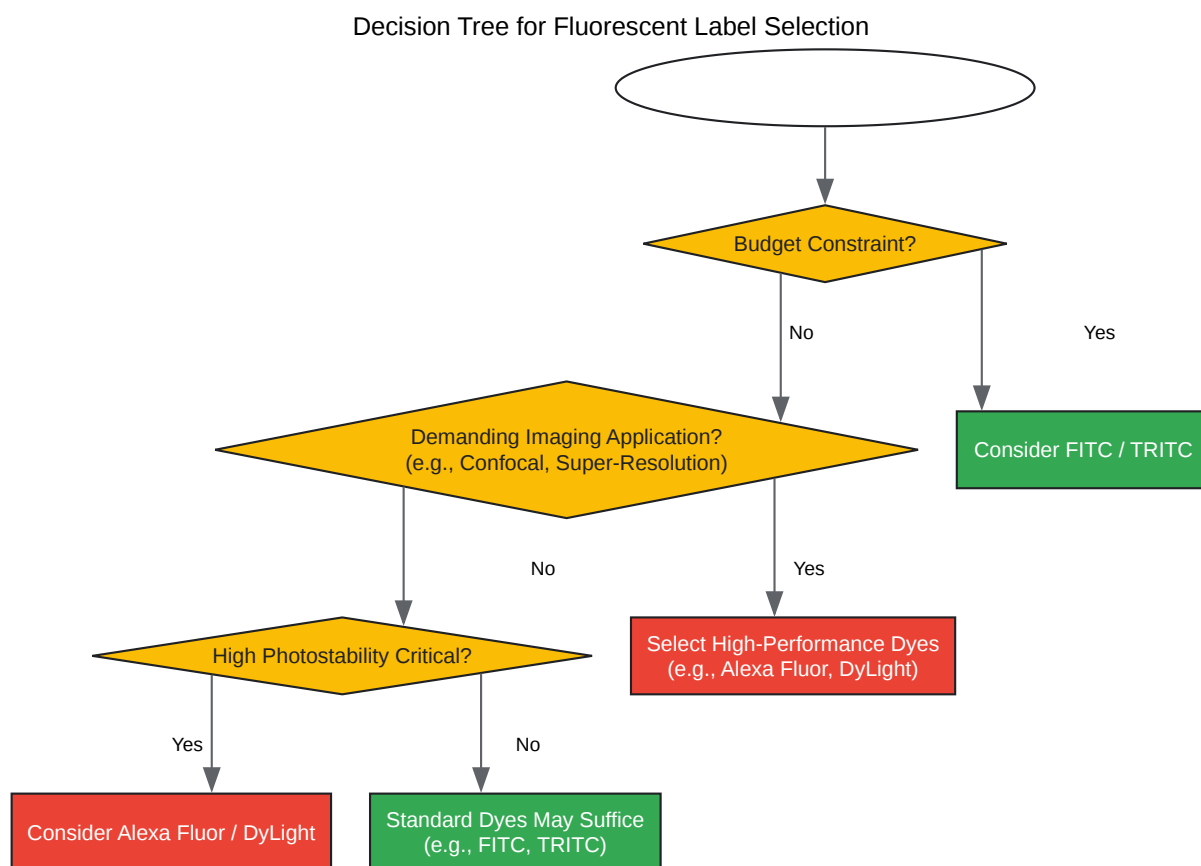 Decision Tree for Fluorescent Label Selection
Budget Constraint?
No
Yes
Demanding Imaging Application?
(e.g., Confocal, Super-Resolution)
Consider FITC / TRITC
No
Yes
High Photostability Critical?
Select High-Performance Dyes
(e.g., Alexa Fluor, DyLight)
Yes
No
Consider Alexa Fluor / DyLight
Standard Dyes May Suffice
(e.g., FITC, TRITC)